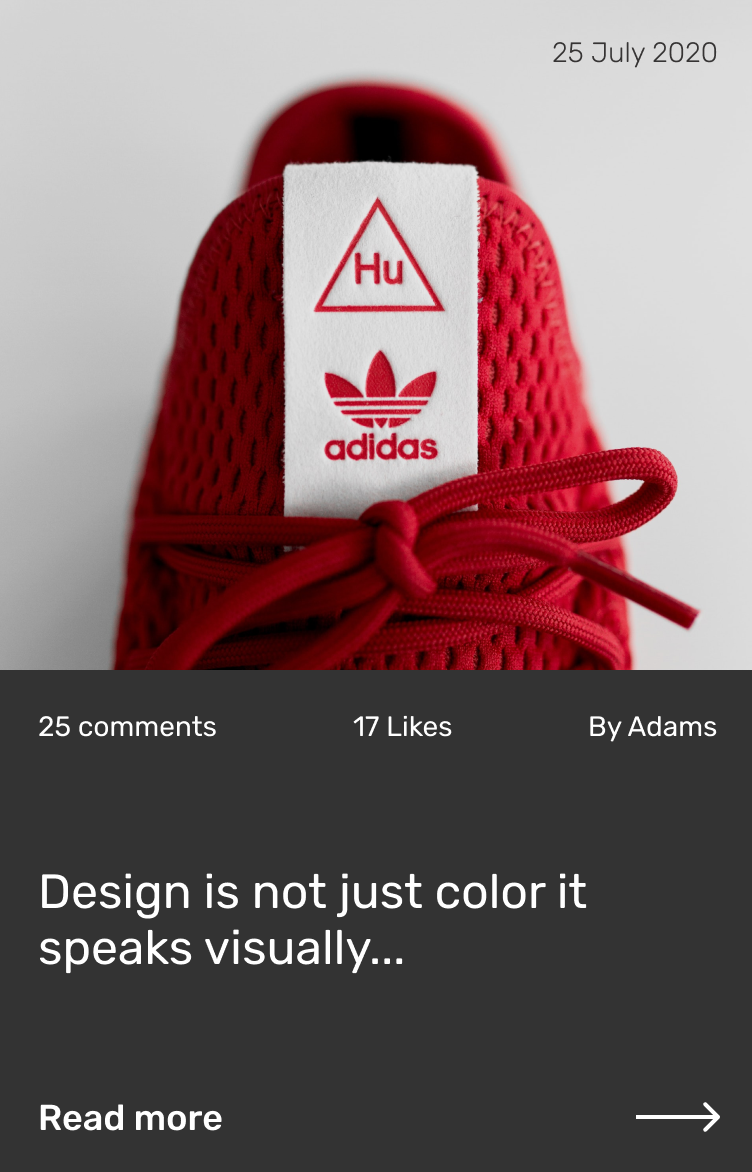 25 July 2020
Hu
adidas
25 comments
17 Likes
By Adams
Design is not just color it
speaks visually...
Read more